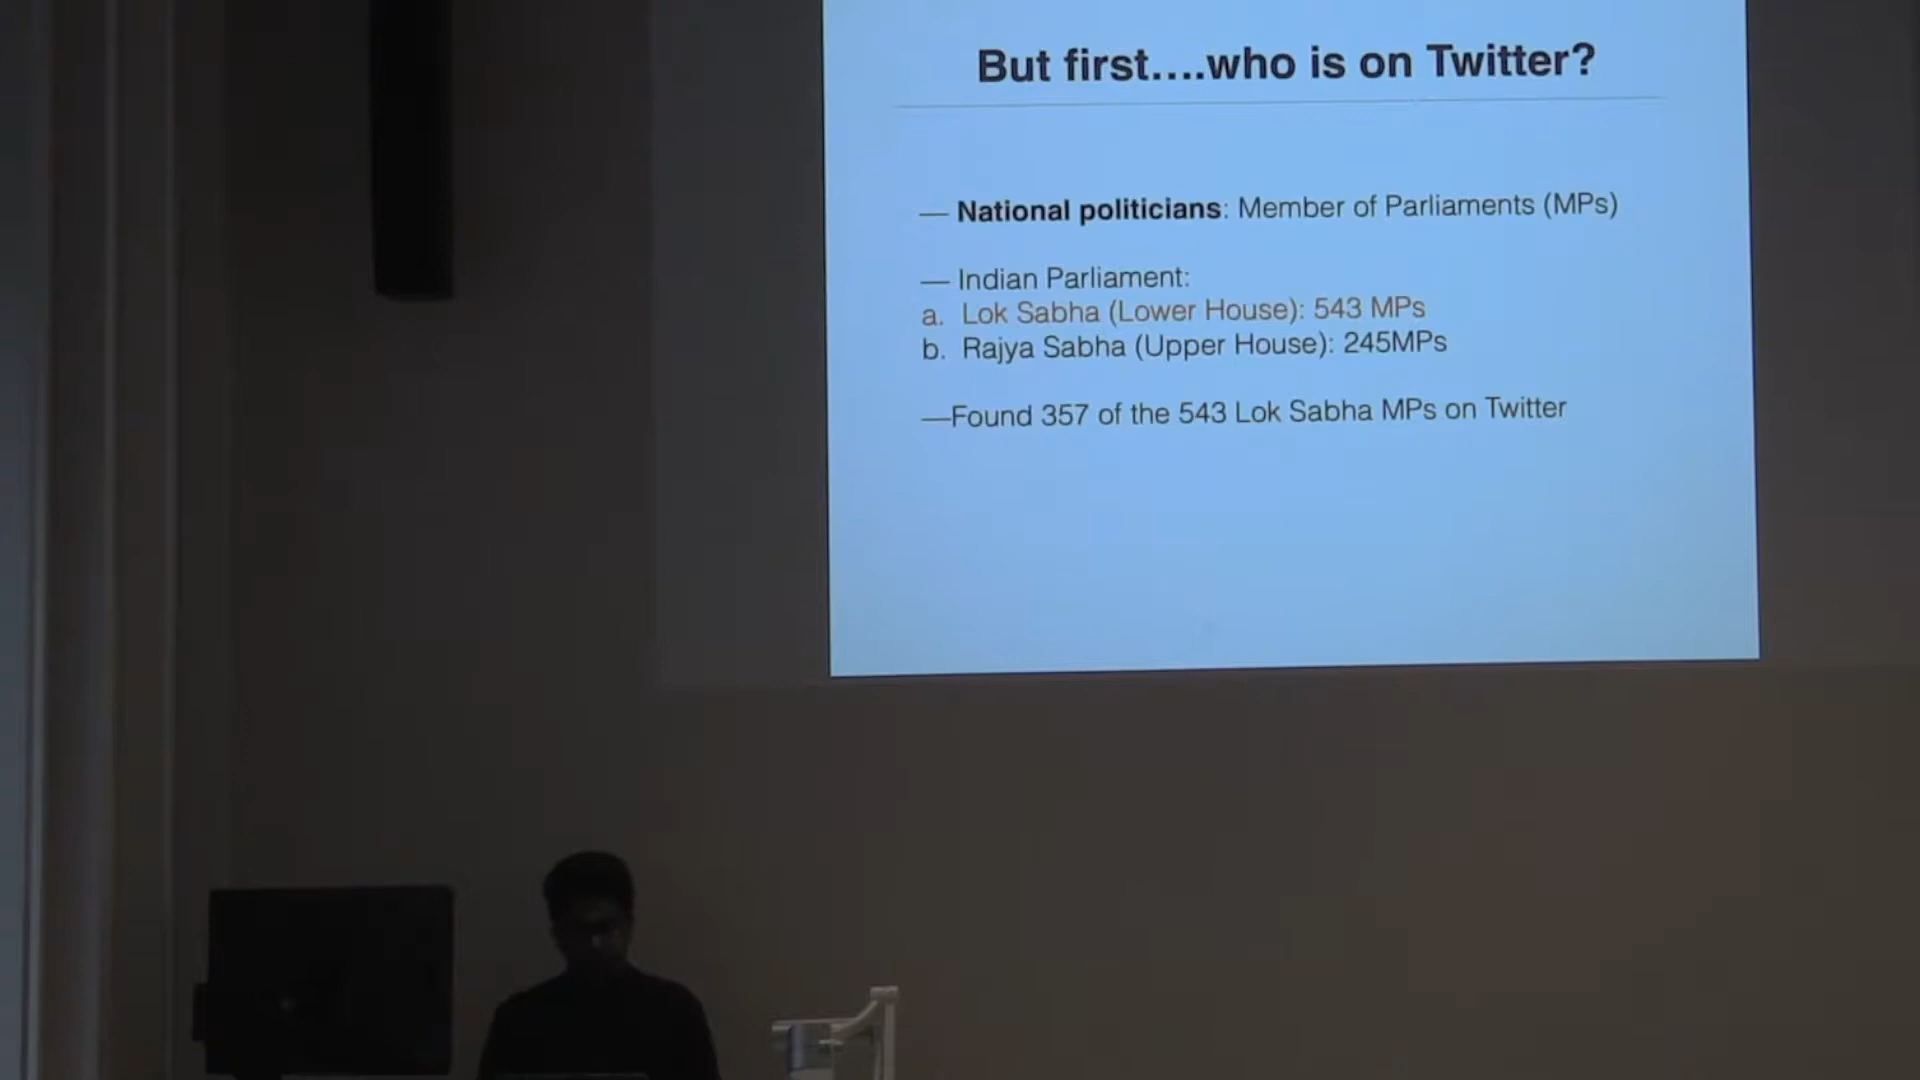 But first....who is on Twitter?
— National politicians: Member of Parliaments (MPs)
— Indian Parliament:
a. Lok Sabha (Lower House): 543 MPs
b. Rajya Sabha (Upper House): 245MPs
—Found 357 of the 543 Lok Sabha MPs on Twitter